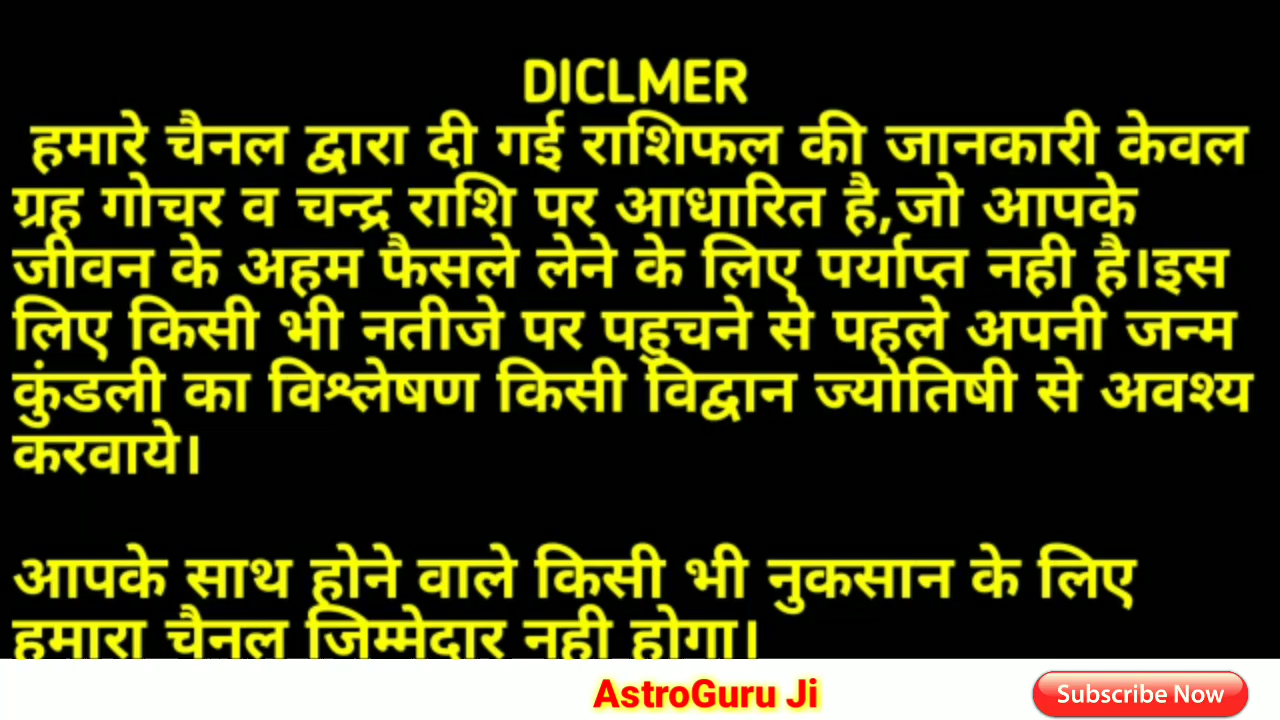 DICLMER
हमारे चैनल द्वारा दी गई राशिफल की जानकारी केवल
ग्रह गोचर व चन्द्र राशि पर आधारित है,जो आपके
जीवन के अहम फैसले लेने के लिए पर्याप्त नही है।इस
लिए किसी भी नतीजे पर पहुचने से पहले अपनी जन्म
कुंडली का विश्लेषण किसी विद्वान ज्योतिषी से अवश्य
करवाये।
आपके साथ होने वाले किसी भी नुकसान के लिए
हमारा चैनल जिम्मेदार नही होगा।
AstroGuru Ji
Subscribe Now